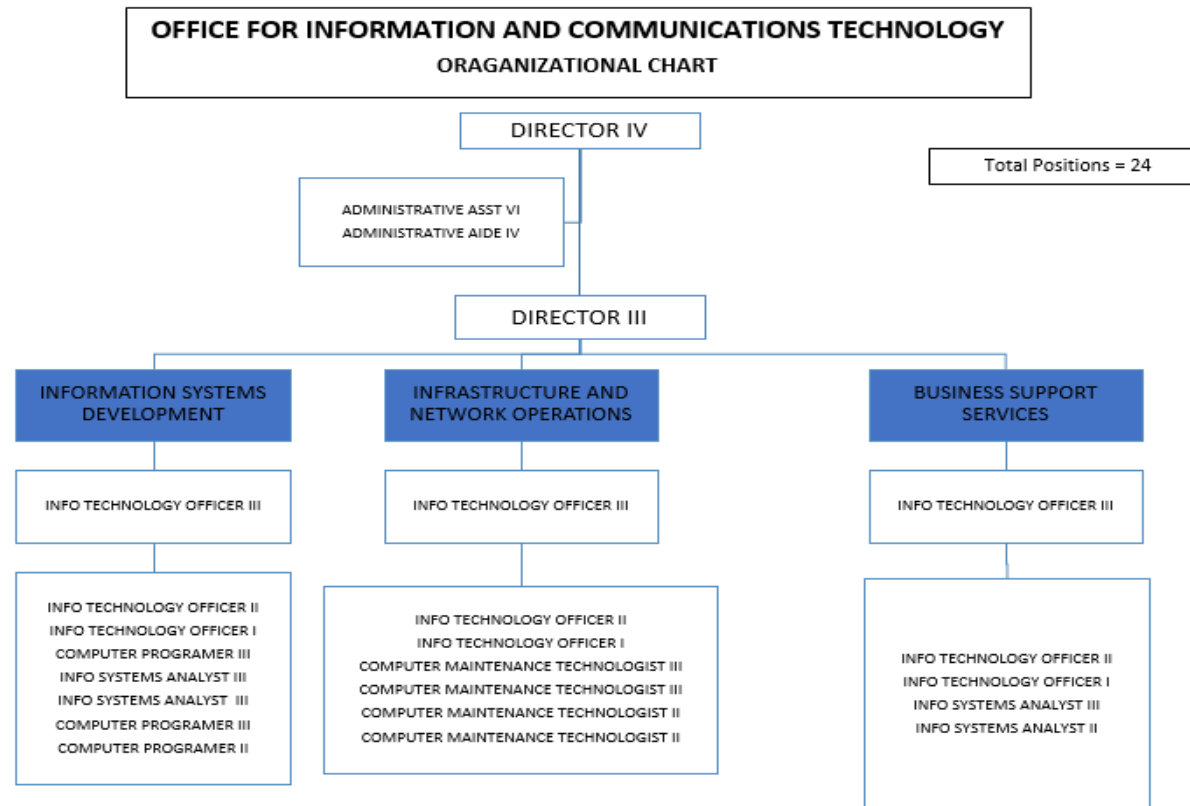 OFFICE FOR INFORMATION AND COMMUNICATIONS TECHNOLOGY
ORAGANIZATIONAL CHART
DIRECTOR IV
Total Positions = 24
ADMINISTRATIVE ASST VI
ADMINISTRATIVE AIDE IV
DIRECTOR III
INFORMATION SYSTEMS
DEVELOPMENT
INFO TECHNOLOGY OFFICER III
INFO TECHNOLOGY OFFICER II
INFO TECHNOLOGY OFFICER I
COMPUTER PROGRAMER III
INFO SYSTEMS ANALYST III
INFO SYSTEMS ANALYST III
COMPUTER PROGRAMER III
COMPUTER PROGRAMER II
INFRASTRUCTURE AND
NETWORK OPERATIONS
INFO TECHNOLOGY OFFICER III
INFO TECHNOLOGY OFFICER II
INFO TECHNOLOGY OFFICER I
COMPUTER MAINTENANCE TECHNOLOGIST III
COMPUTER MAINTENANCE TECHNOLOGIST III
COMPUTER MAINTENANCE TECHNOLOGIST II
COMPUTER MAINTENANCE TECHNOLOGIST II
BUSINESS SUPPORT
SERVICES
INFO TECHNOLOGY OFFICER III
INFO TECHNOLOGY OFFICER II
INFO TECHNOLOGY OFFICER I
INFO SYSTEMS ANALYST III
INFO SYSTEMS ANALYST II